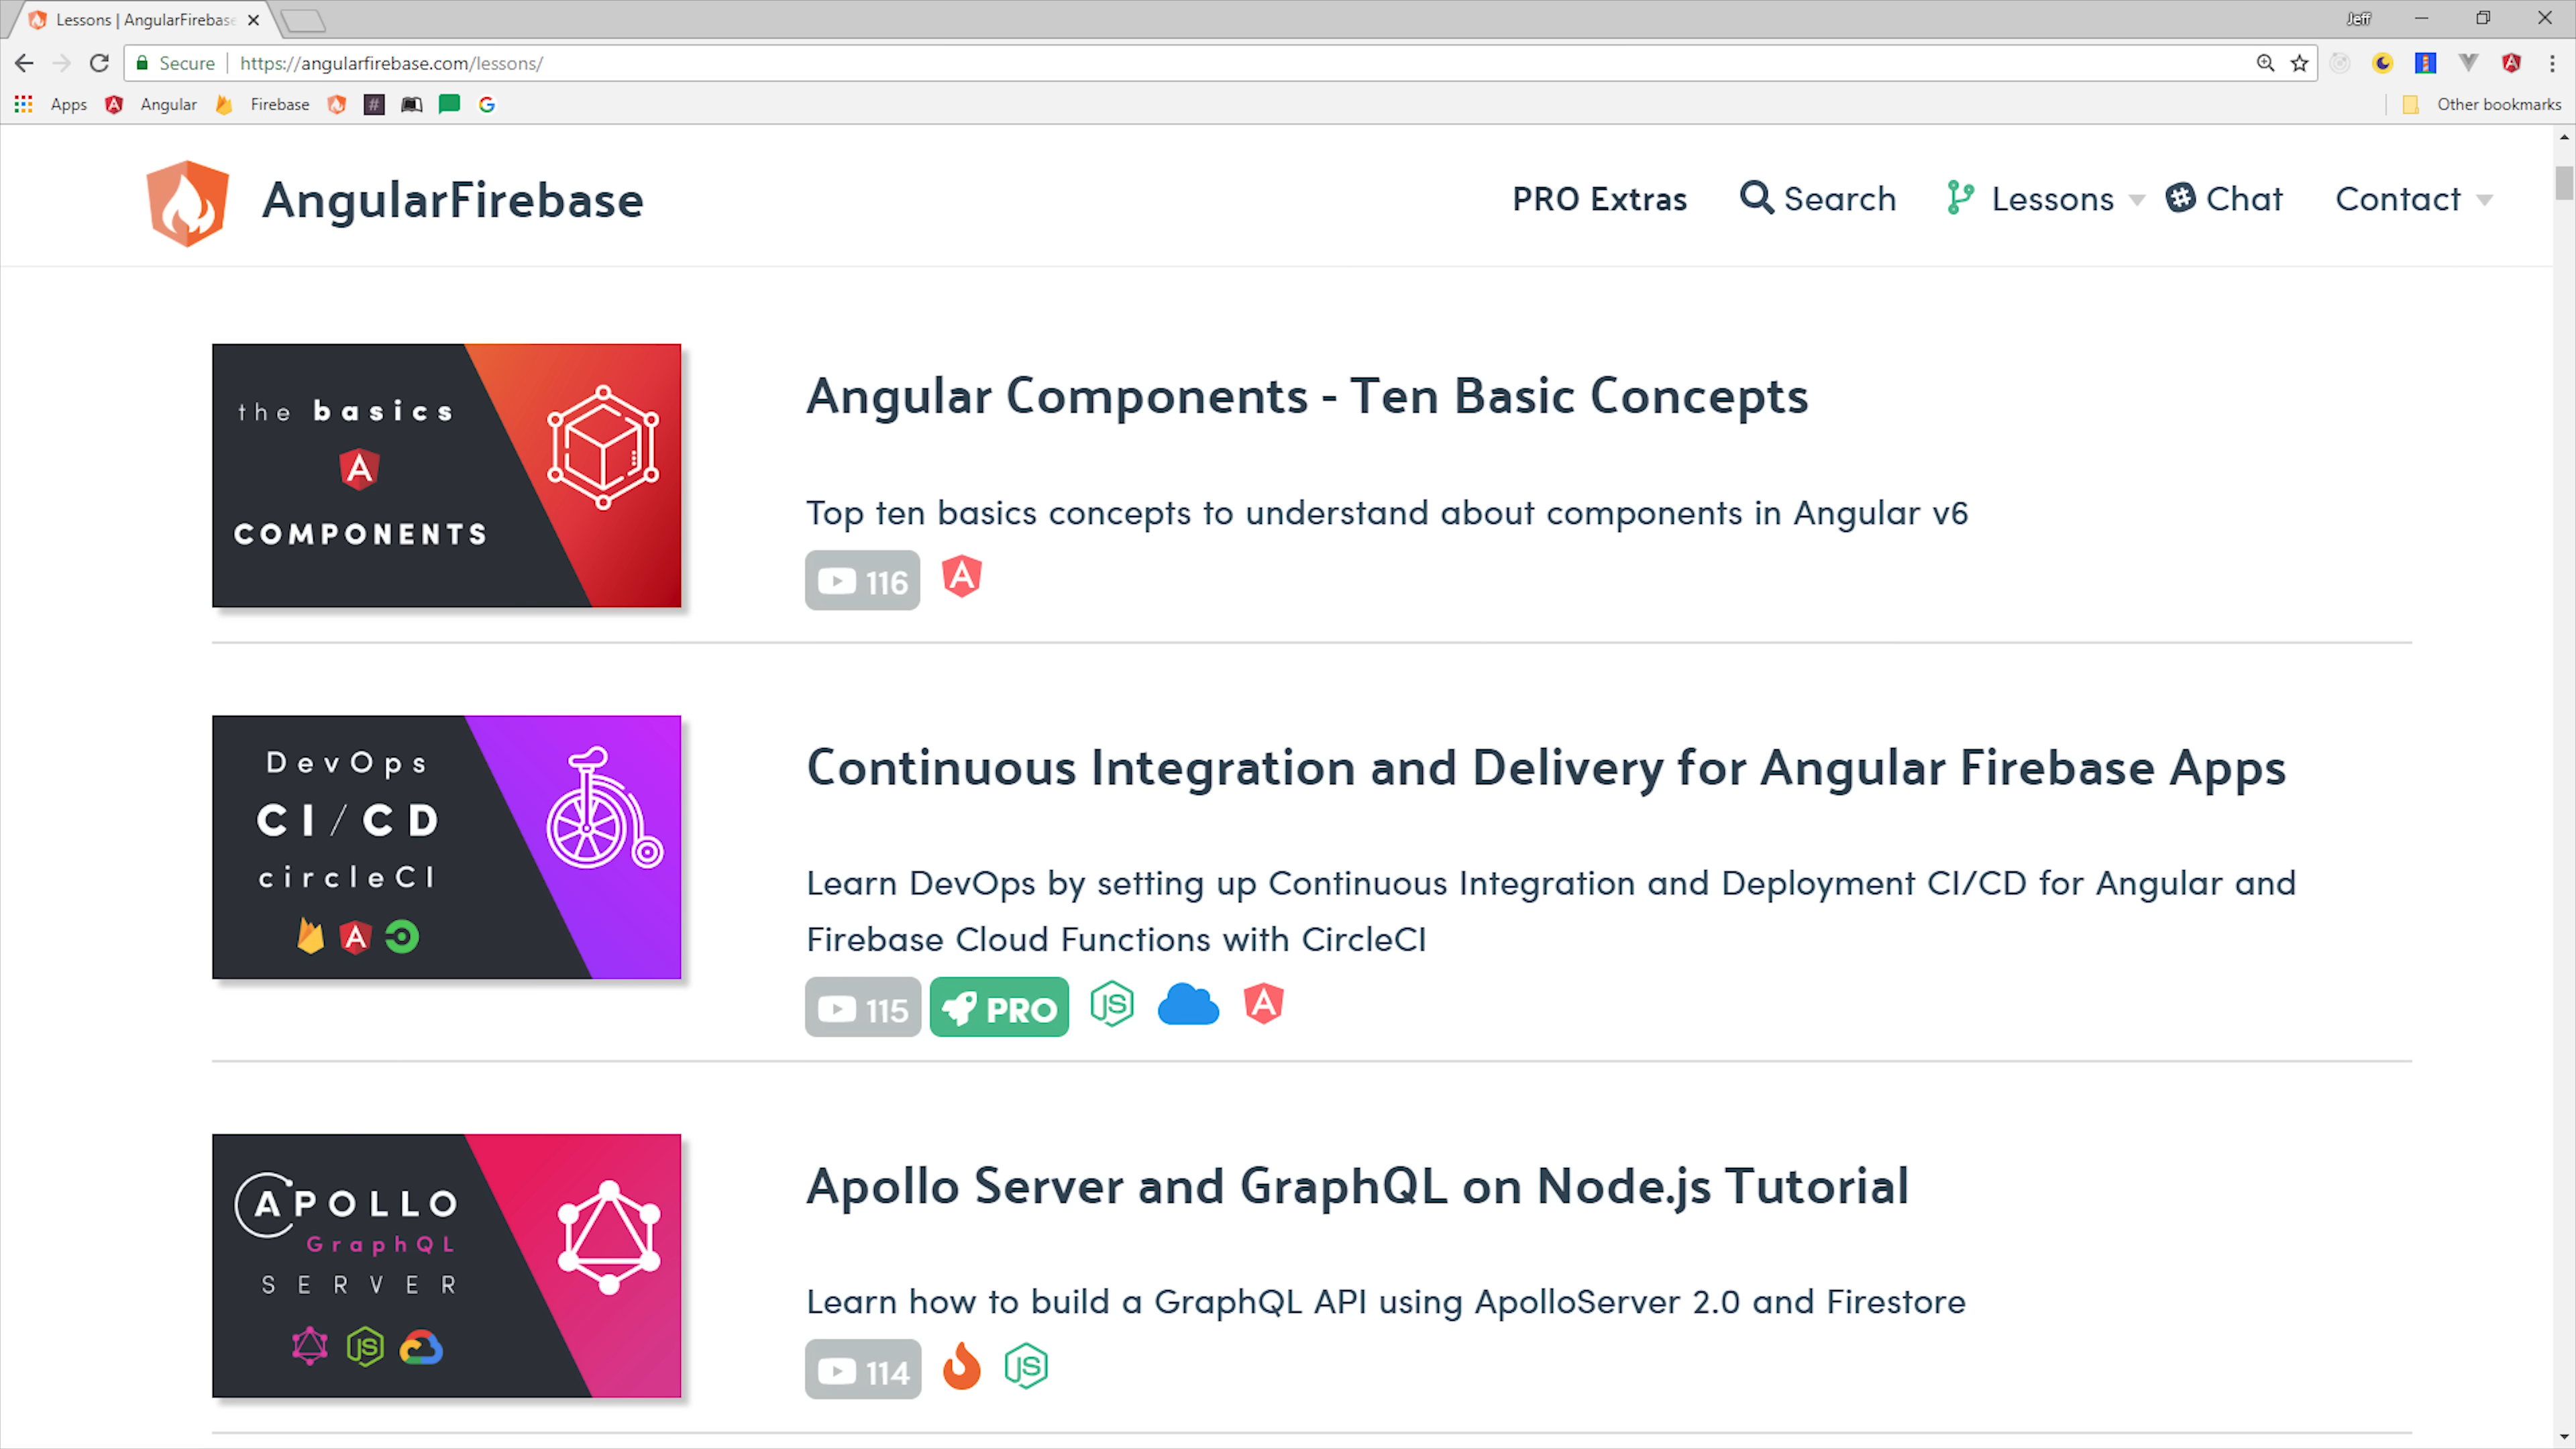 Lessons | AngularFirebase
Jeff
Secure
https://angularfirebase.com/lessons/
Apps
Angular
Firebase
#
Other bookmarks
AngularFirebase
PRO Extras
Search
Lessons
Chat
Contact
the basics
COMPONENTS
Angular Components - Ten Basic Concepts
Top ten basics concepts to understand about components in Angular v6
116
DevOps
CI/CD
circleCI
Continuous Integration and Delivery for Angular Firebase Apps
Learn DevOps by setting up Continuous Integration and Deployment CI/CD for Angular and
Firebase Cloud Functions with CircleCI
115
PRO
APOLLO
GraphQL
SERVER
Apollo Server and GraphQL on Node.js Tutorial
Learn how to build a GraphQL API using ApolloServer 2.0 and Firestore
114